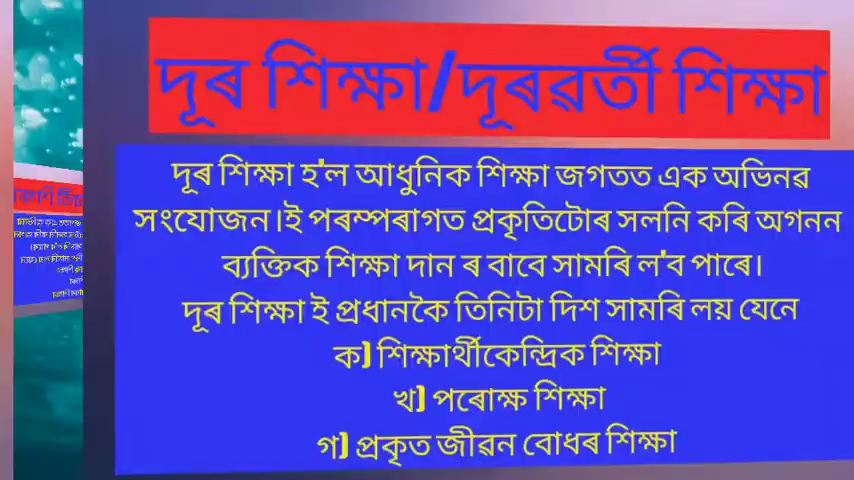 দূৰ শিক্ষা/দূৰৱৰ্তী শিক্ষা
দূৰ শিক্ষা হ'ল আধুনিক শিক্ষা জগতত এক অভিনৱ
সংযোজন।ই পৰম্পৰাগত প্ৰকৃতিটোৰ সলনি কৰি অগনন
ব্যক্তিক শিক্ষা দান ৰ বাবে সামৰি ল'ব পাৰে।
দূৰ শিক্ষা ই প্ৰধানকৈ তিনিটা দিশ সামৰি লয় যেনে
ক) শিক্ষাৰ্থীকেন্দ্ৰিক শিক্ষা
খ) পৰোক্ষ শিক্ষা
গ) প্ৰকৃত জীৱন বোধৰ শিক্ষা